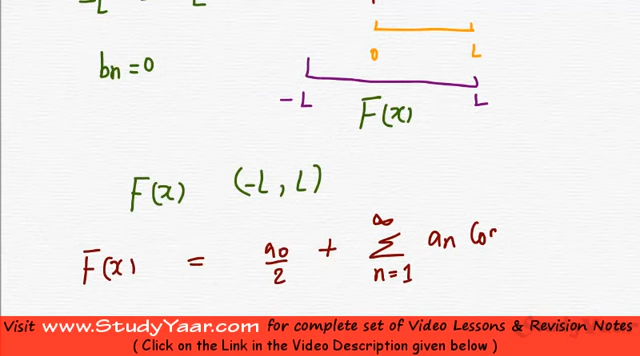 -L L
0 L
bn = 0
-L L
F(x)
F(x) (-L, L)
F(x) = a0/2 + ∞ Σ n=1 an Cos
Visit www.StudyYaar.com for complete set of Video Lessons & Revision Notes
( Click on the Link in the Video Description given below )